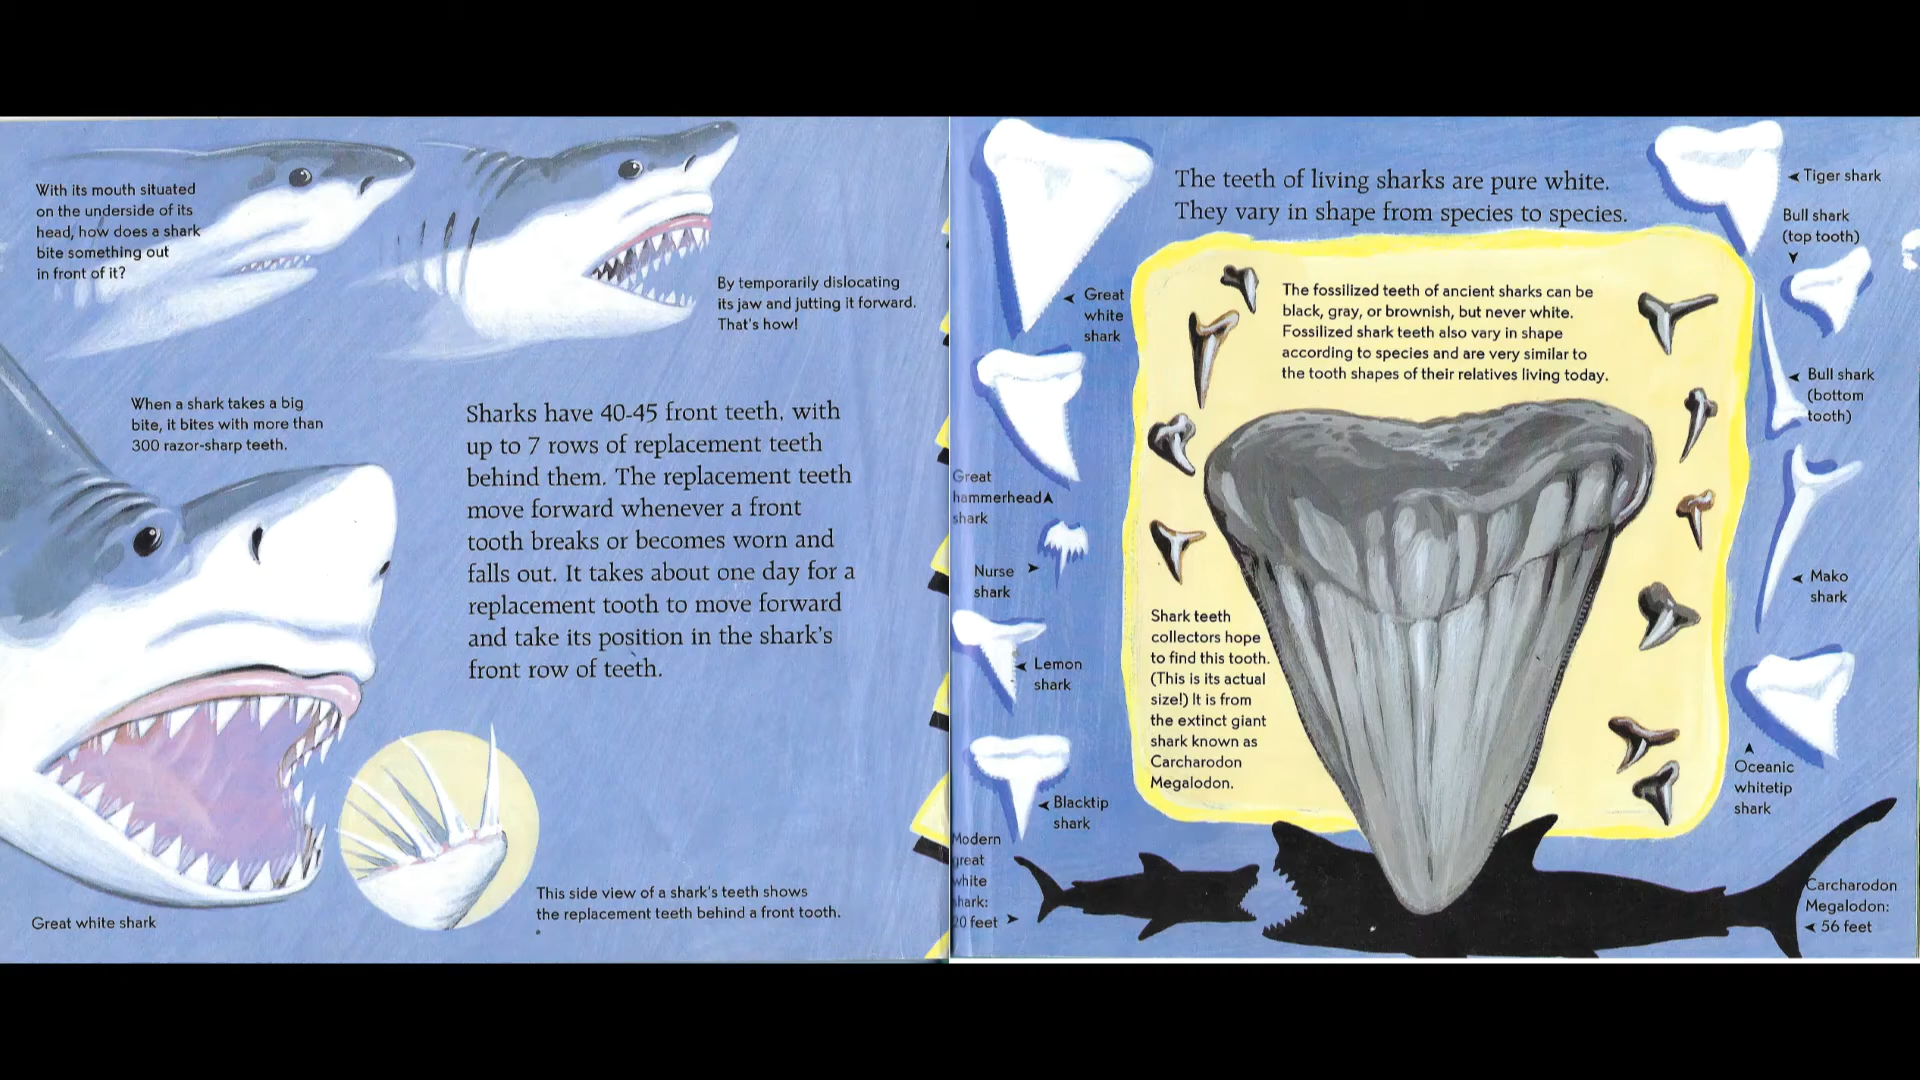 With its mouth situated
on the underside of its
head, how does a shark
bite something out
in front of it?
By temporarily dislocating
its jaw and jutting it forward.
That's how!
When a shark takes a big
bite, it bites with more than
300 razor-sharp teeth.
Sharks have 40-45 front teeth, with
up to 7 rows of replacement teeth
behind them. The replacement teeth
move forward whenever a front
tooth breaks or becomes worn and
falls out. It takes about one day for a
replacement tooth to move forward
and take its position in the shark's
front row of teeth.
This side view of a shark's teeth shows
the replacement teeth behind a front tooth.
Great white shark
The teeth of living sharks are pure white.
They vary in shape from species to species.
Great
white
shark
Great
hammerhead
shark
Nurse
shark
Lemon
shark
Blacktip
shark
Modern
great
white
shark:
20 feet
The fossilized teeth of ancient sharks can be
black, gray, or brownish, but never white.
Fossilized shark teeth also vary in shape
according to species and are very similar to
the tooth shapes of their relatives living today.
Shark teeth
collectors hope
to find this tooth.
(This is its actual
size!) It is from
the extinct giant
shark known as
Carcharodon
Megalodon.
Tiger shark
Bull shark
(top tooth)
Bull shark
(bottom
tooth)
Mako
shark
Oceanic
whitetip
shark
Carcharodon
Megalodon:
56 feet